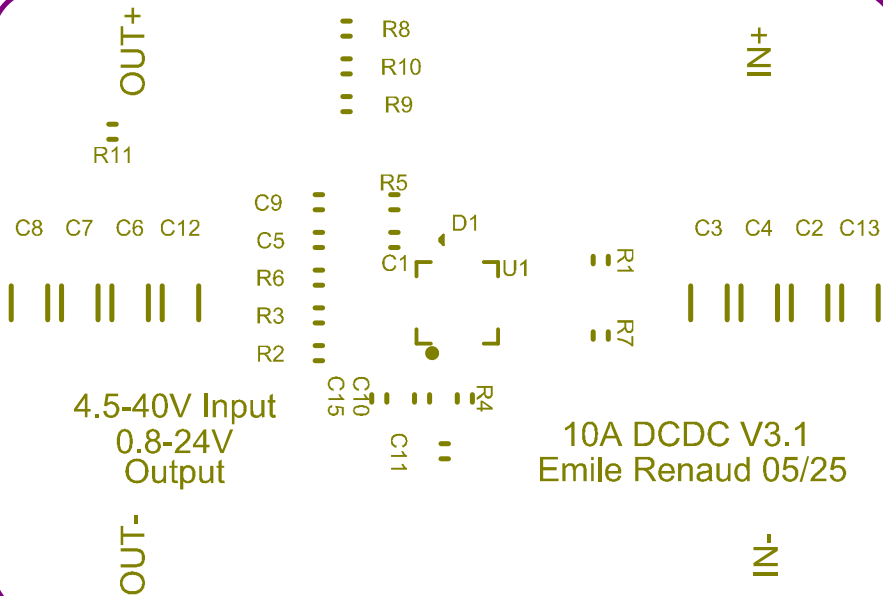 OUT+
R8
IN+
R10
R9
R11
R5
C9
D1
C8 C7 C6 C12
C3 C4 C2 C13
C5
C1
U1
R1
R6
R3
R7
R2
C15
C10
R4
4.5-40V Input
0.8-24V
Output
C11
10A DCDC V3.1
Emile Renaud 05/25
OUT-
IN-